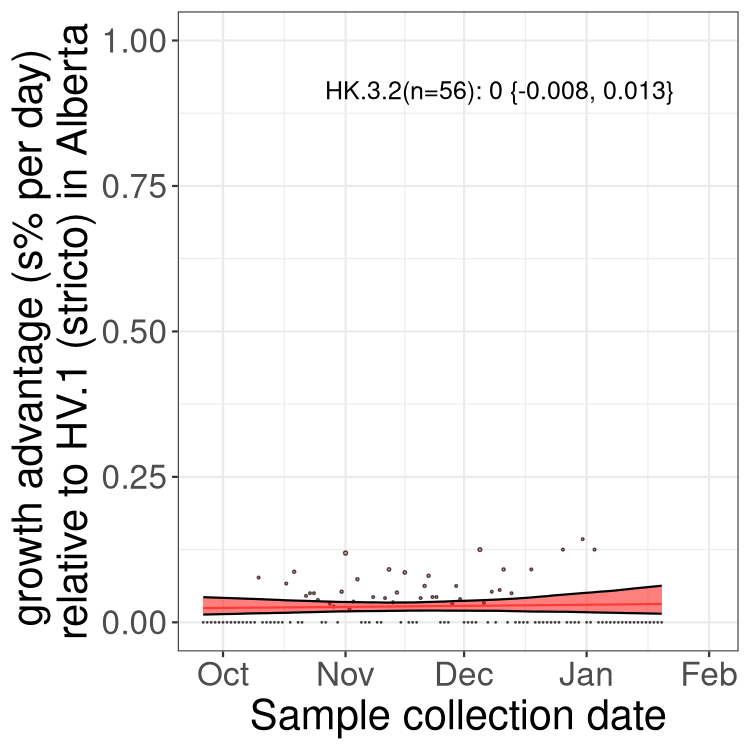 growth advantage (s% per day)
relative to HV.1 (stricto) in Alberta
1.00
0.75
0.50
0.25
0.00
HK.3.2(n=56): 0 {-0.008, 0.013}
Oct Nov Dec Jan Feb
Sample collection date